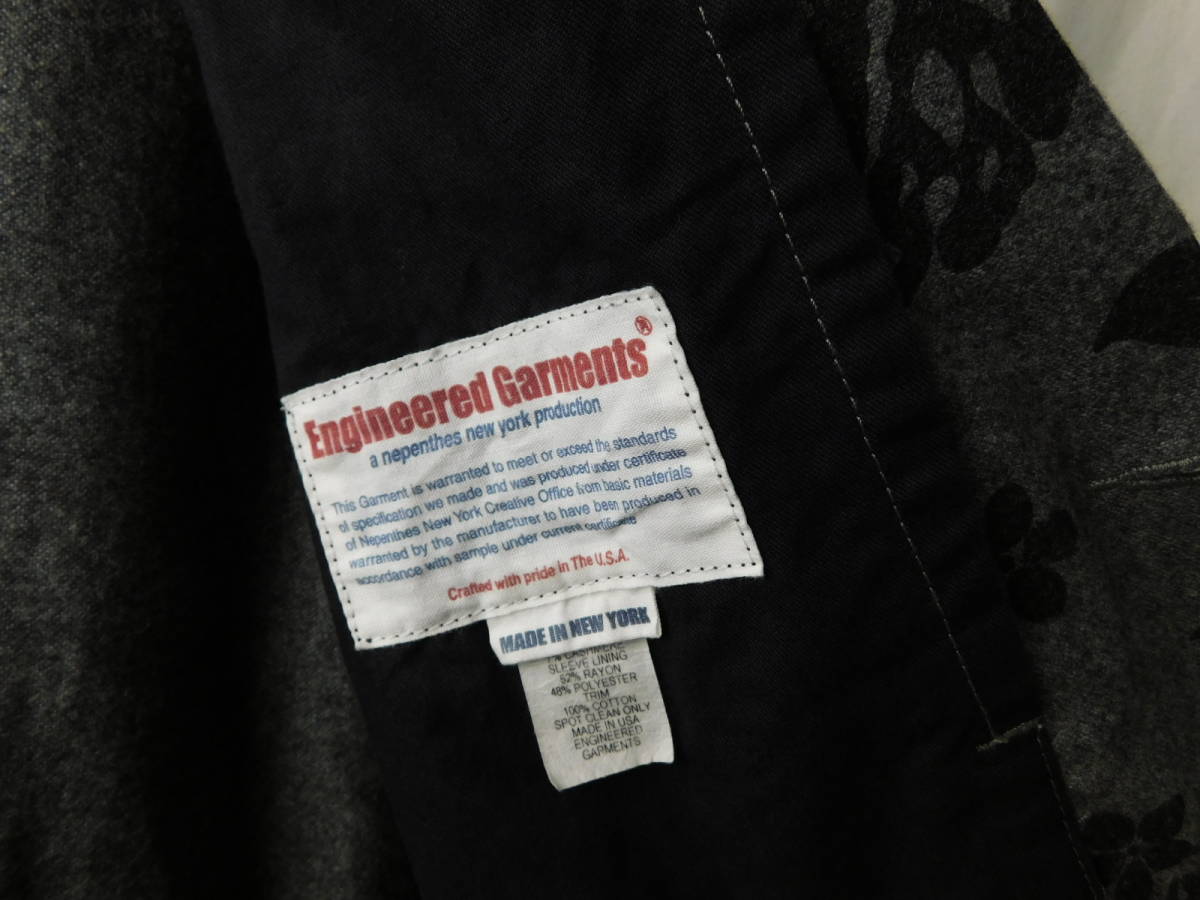 Engineered Garments®
a nepenthes new york production
This Garment is warranted to meet or exceed the standards
of specification we made and was produced under certificate
of Nepenthes New York Creative Office from basic materials
warranted by the manufacturer to have been produced in
accordance with sample under current certificate
Crafted with pride in The U.S.A.
MADE IN NEW YORK
CASHMERE
SLEEVE LINING
52% RAYON
48% POLYESTER
TRIM
100% COTTON
SPOT CLEAN ONLY
MADE IN USA
ENGINEERED
GARMENTS